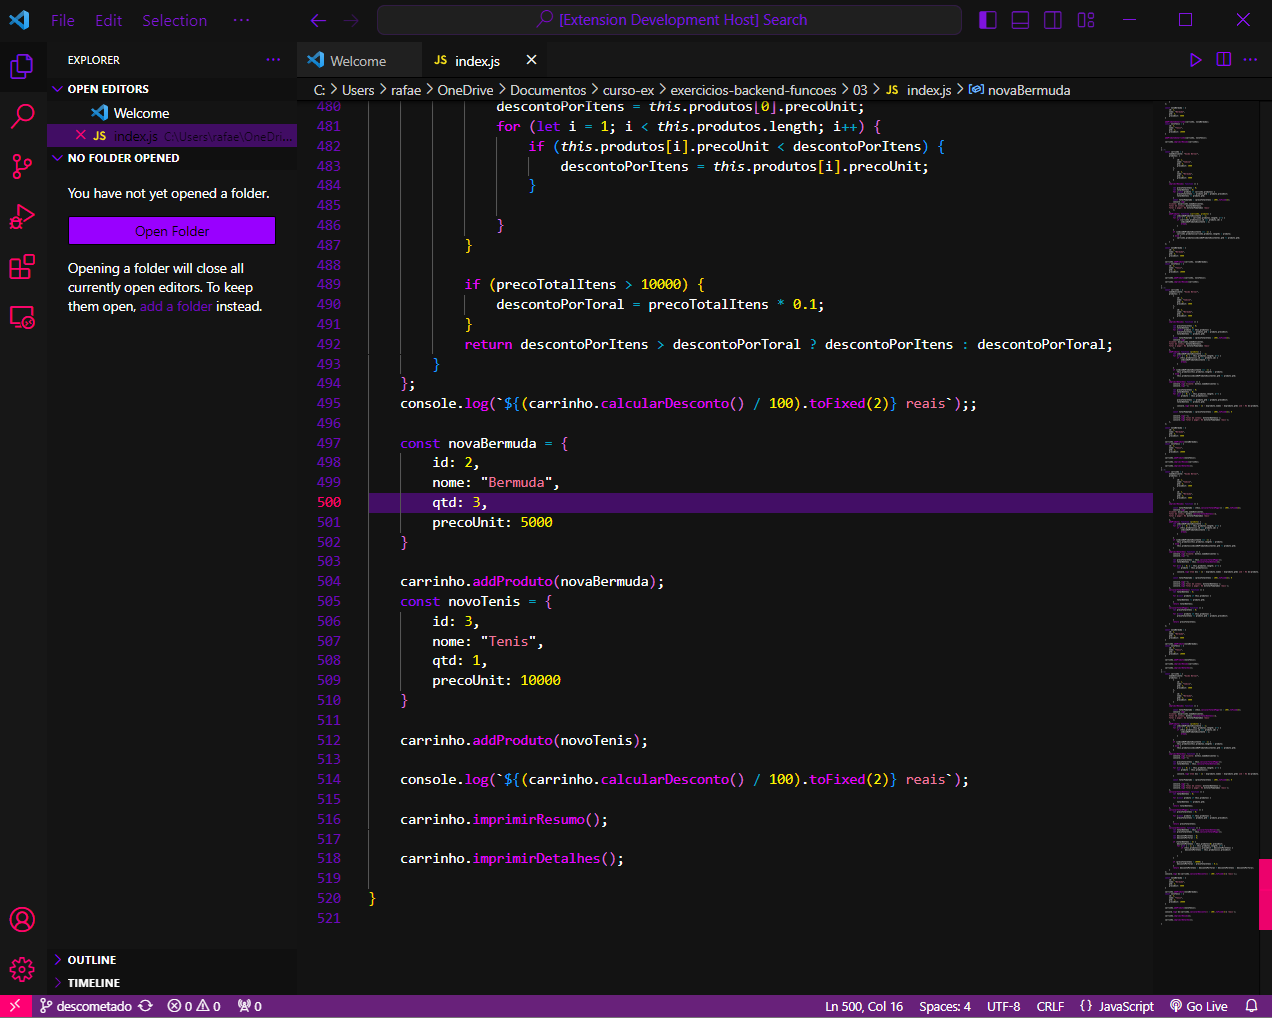 File Edit Selection ··· [Extension Development Host] Search
EXPLORER ···
OPEN EDITORS
Welcome
JS index.js C:\Users\rafae\OneDri...
NO FOLDER OPENED
You have not yet opened a folder.
Open Folder
Opening a folder will close all
currently open editors. To keep
them open, add a folder instead.
OUTLINE
TIMELINE
Welcome JS index.js
C: > Users > rafae > OneDrive > Documentos > curso-ex > exercicios-backend-funcoes > 03 > JS index.js > novaBermuda
480 descontoPorItens = this.produtos[0].precoUnit;
481 for (let i = 1; i < this.produtos.length; i++) {
482 if (this.produtos[i].precoUnit < descontoPorItens) {
483 descontoPorItens = this.produtos[i].precoUnit;
484 }
485
486 }
487 }
488
489 if (precoTotalItens > 10000) {
490 descontoPorToral = precoTotalItens * 0.1;
491 }
492 return descontoPorItens > descontoPorToral ? descontoPorItens : descontoPorToral;
493 }
494 };
495 console.log(`${(carrinho.calcularDesconto() / 100).toFixed(2)} reais`);;
496
497 const novaBermuda = {
498 id: 2,
499 nome: "Bermuda",
500 qtd: 3,
501 precoUnit: 5000
502 }
503
504 carrinho.addProduto(novaBermuda);
505 const novoTenis = {
506 id: 3,
507 nome: "Tenis",
508 qtd: 1,
509 precoUnit: 10000
510 }
511
512 carrinho.addProduto(novoTenis);
513
514 console.log(`${(carrinho.calcularDesconto() / 100).toFixed(2)} reais`);
515
516 carrinho.imprimirResumo();
517
518 carrinho.imprimirDetalhes();
519
520 }
521
descometado 0 0 0 Ln 500, Col 16 Spaces: 4 UTF-8 CRLF {} JavaScript Go Live